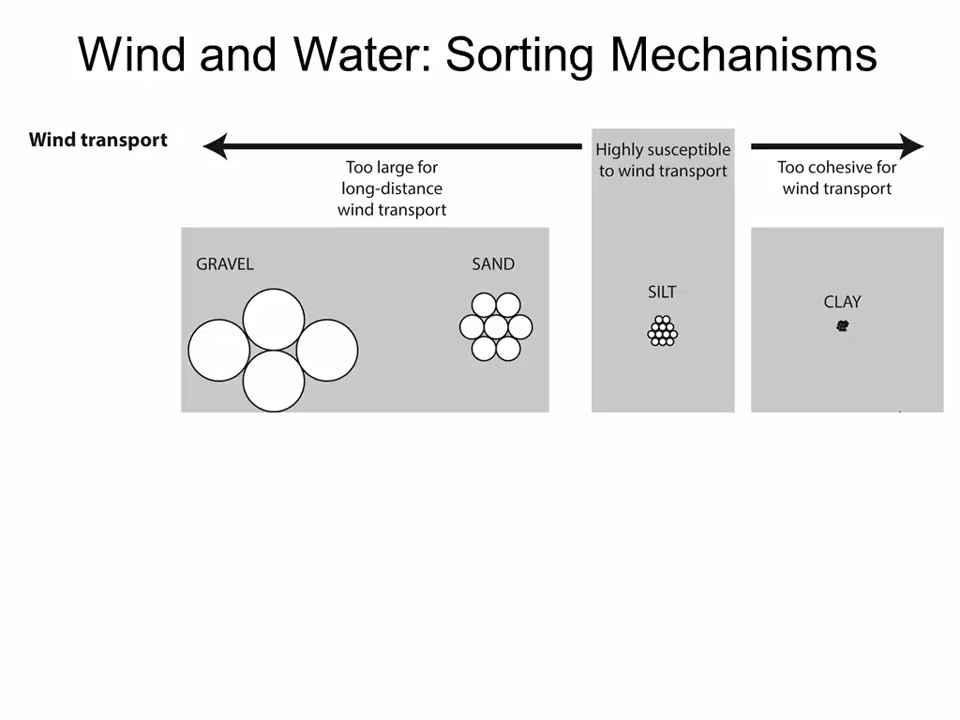 Wind and Water: Sorting Mechanisms
Wind transport
Too large for
long-distance
wind transport
Highly susceptible
to wind transport
Too cohesive for
wind transport
GRAVEL
SAND
SILT
CLAY